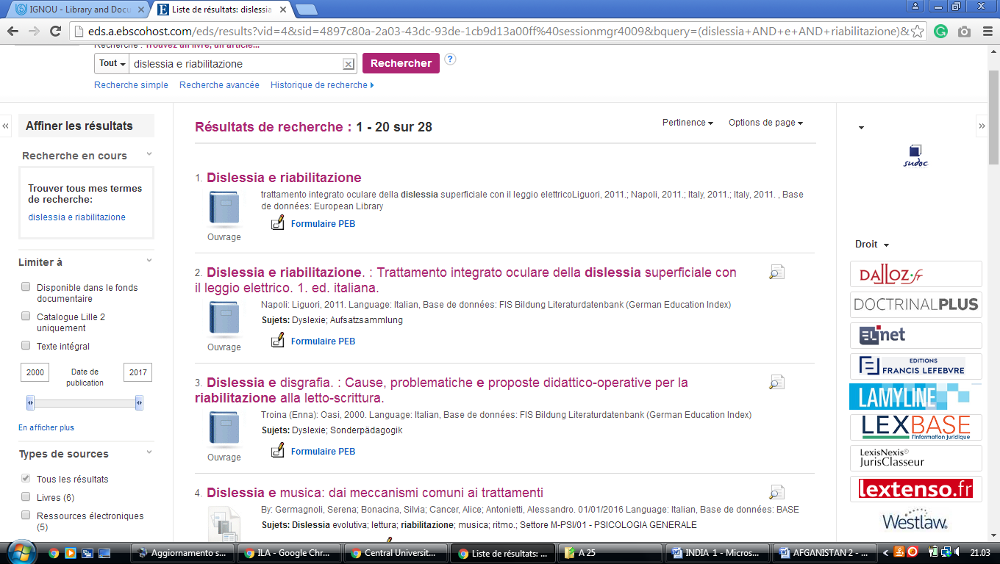 IGNOU - Library and Docu
Liste de résultats: dislessia
eds.a.ebscohost.com/eds/results?vid=4&sid=4897c80a-2a03-43dc-93de-1cb9d13a00ff%40sessionmgr4009&bquery=(dislessia+AND+e+AND+riabilitazione)&
Recherche : Trouvez un livre, un article...
Tout
dislessia e riabilitazione
Rechercher
?
Recherche simple Recherche avancée Historique de recherche
Affiner les résultats
Recherche en cours
Trouver tous mes termes
de recherche:
dislessia e riabilitazione
Limiter à
Disponible dans le fonds
documentaire
Catalogue Lille 2
uniquement
Texte intégral
2000 Date de publication 2017
En afficher plus
Types de sources
Tous les résultats
Livres (6)
Ressources électroniques
(5)
Résultats de recherche : 1 - 20 sur 28
Pertinence Options de page
1. Dislessia e riabilitazione
trattamento integrato oculare della dislessia superficiale con il leggio elettricoLiguori, 2011.; Napoli, 2011.; Italy, 2011.; Italy, 2011. , Base
de données: European Library
Formulaire PEB
Ouvrage
2. Dislessia e riabilitazione. : Trattamento integrato oculare della dislessia superficiale con
il leggio elettrico. 1. ed. italiana.
Napoli: Liguori, 2011. Language: Italian, Base de données: FIS Bildung Literaturdatenbank (German Education Index)
Sujets: Dyslexie; Aufsatzsammlung
Formulaire PEB
Ouvrage
3. Dislessia e disgrafia. : Cause, problematiche e proposte didattico-operative per la
riabilitazione alla letto-scrittura.
Troina (Enna): Oasi, 2000. Language: Italian, Base de données: FIS Bildung Literaturdatenbank (German Education Index)
Sujets: Dyslexie; Sonderpädagogik
Formulaire PEB
Ouvrage
4. Dislessia e musica: dai meccanismi comuni ai trattamenti
By: Germagnoli, Serena; Bonacina, Silvia; Cancer, Alice; Antonietti, Alessandro. 01/01/2016 Language: Italian, Base de données: BASE
Sujets: Dislessia evolutiva; lettura; riabilitazione; musica; ritmo.; Settore M-PSI/01 - PSICOLOGIA GENERALE
sudoc
Droit
DALLOZ.fr
DOCTRINALPLUS
ELnet
EDITIONS
FRANCIS LEFEBVRE
LAMYLINE
LEXBASE
l'information juridique
LexisNexis®
JurisClasseur
lextenso.fr
Westlaw.
Aggiornamento s...
ILA - Google Chr...
Central Universit...
Liste de résultats: ...
A 25
INDIA 1 - Micros...
AFGANISTAN 2 - ...
21.03